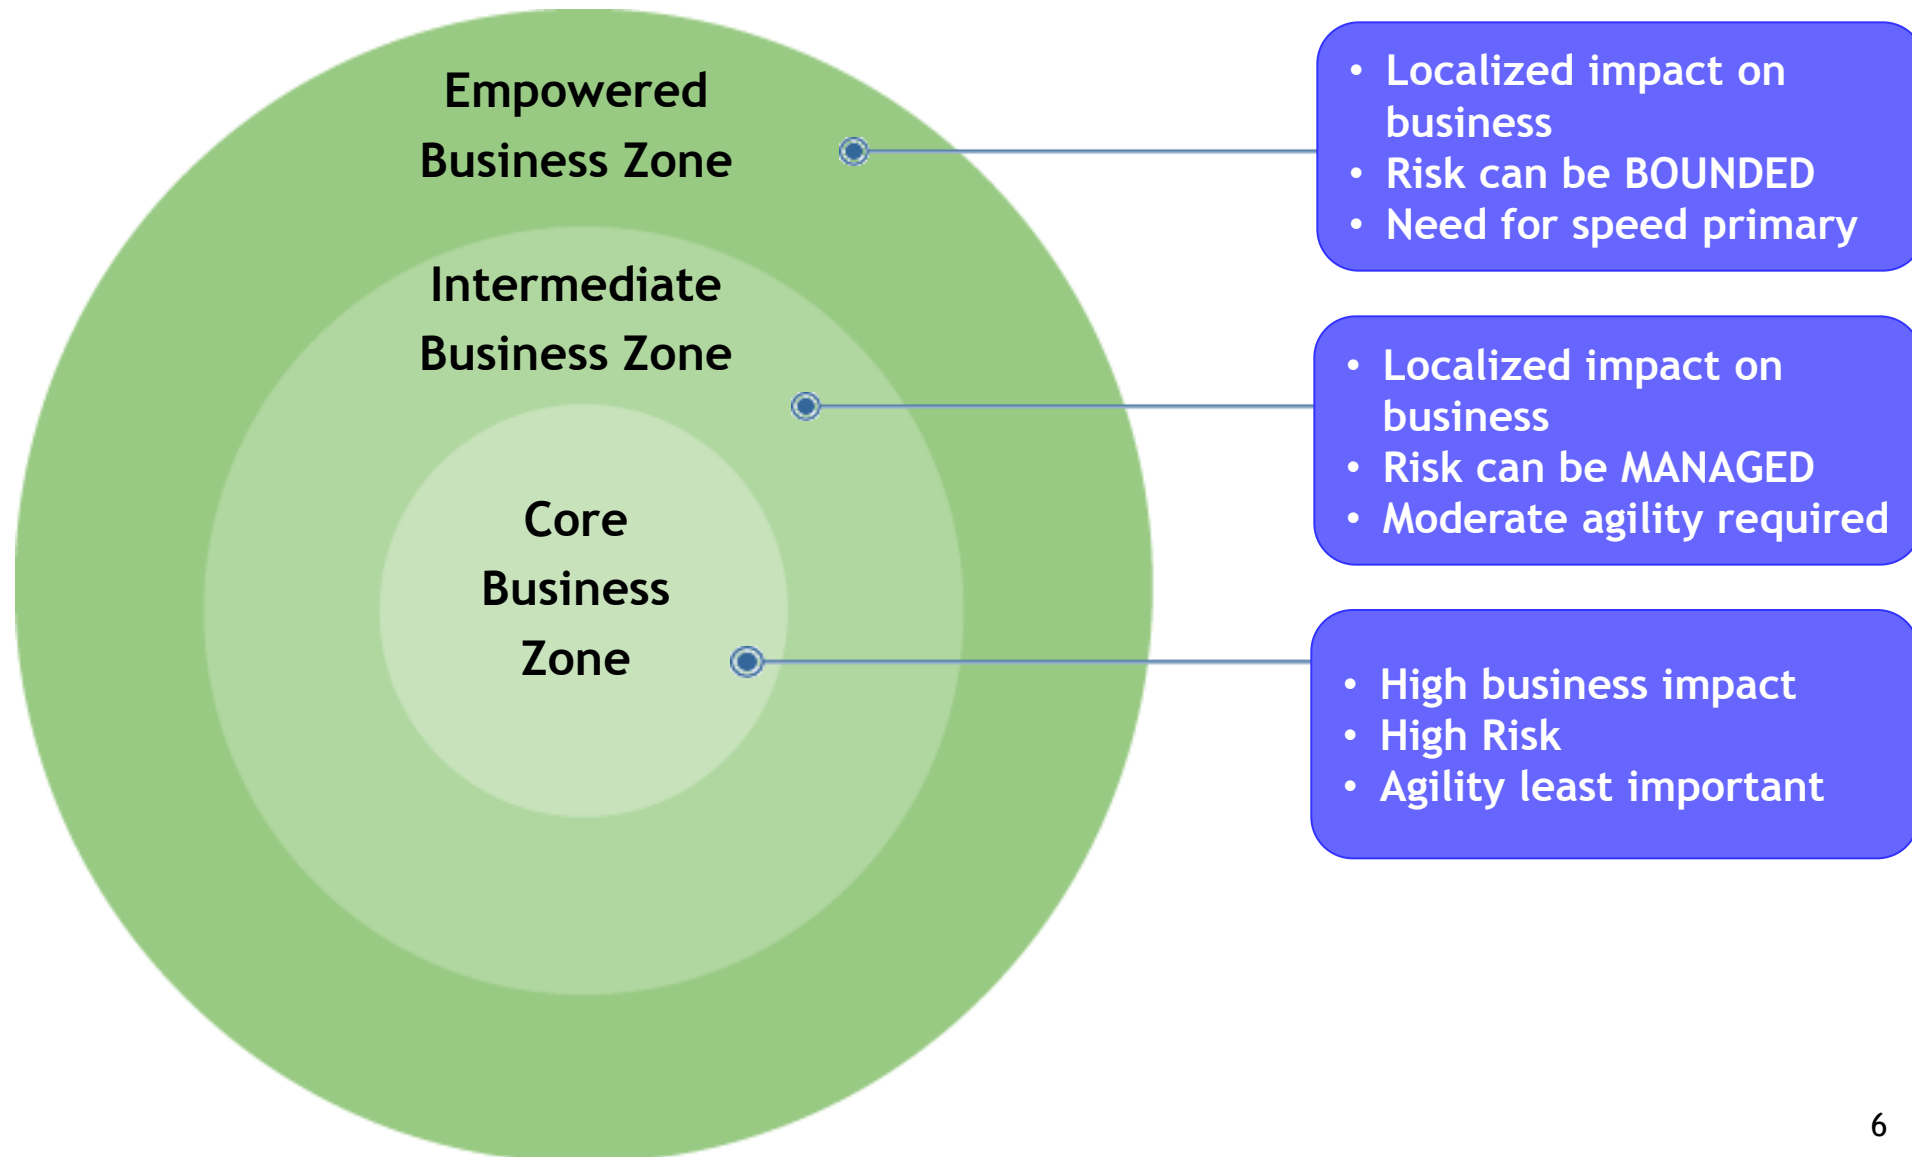 Empowered
Business Zone
Intermediate
Business Zone
Core
Business
Zone
• Localized impact on
business
• Risk can be BOUNDED
• Need for speed primary
• Localized impact on
business
• Risk can be MANAGED
• Moderate agility required
• High business impact
• High Risk
• Agility least important
6